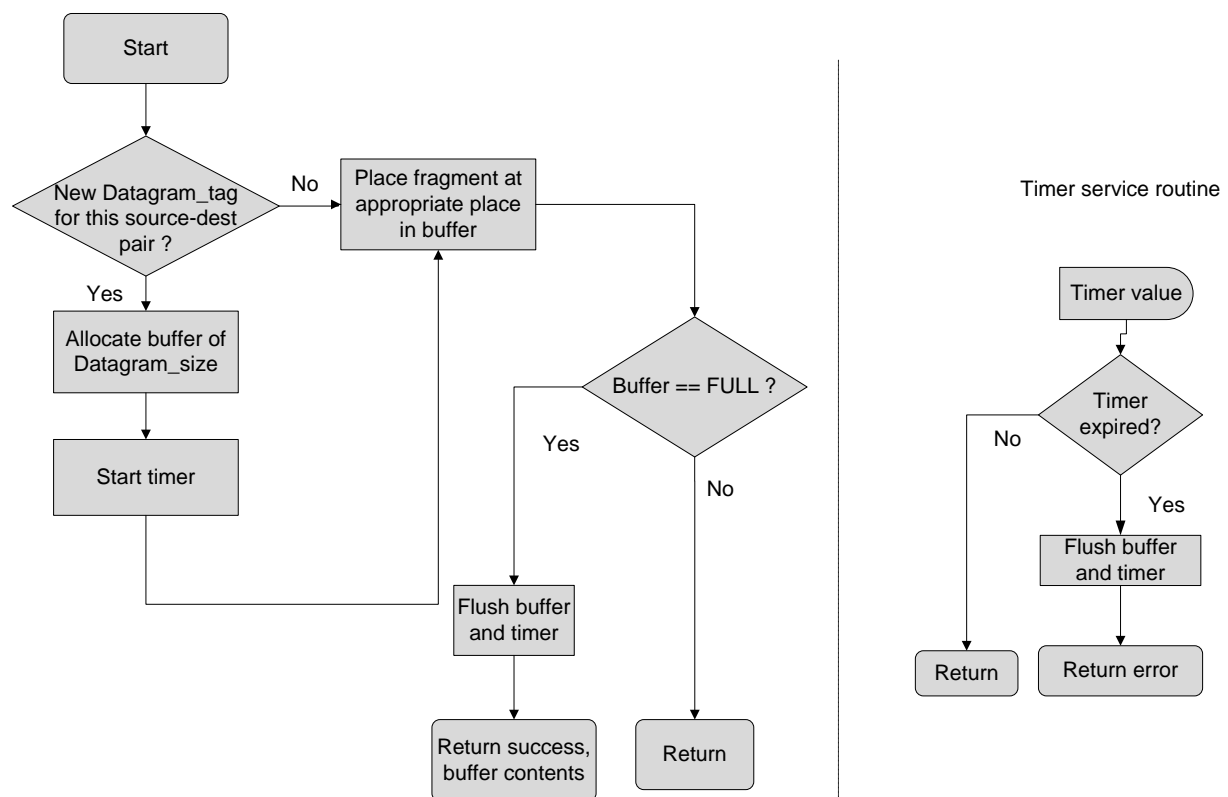 Start
New Datagram_tag
for this source-dest
pair ?
No
Yes
Place fragment at
appropriate place
in buffer
Allocate buffer of
Datagram_size
Start timer
Buffer == FULL ?
Yes
No
Flush buffer
and timer
Return success,
buffer contents
Return
Timer service routine
Timer value
Timer
expired?
No
Yes
Flush buffer
and timer
Return
Return error